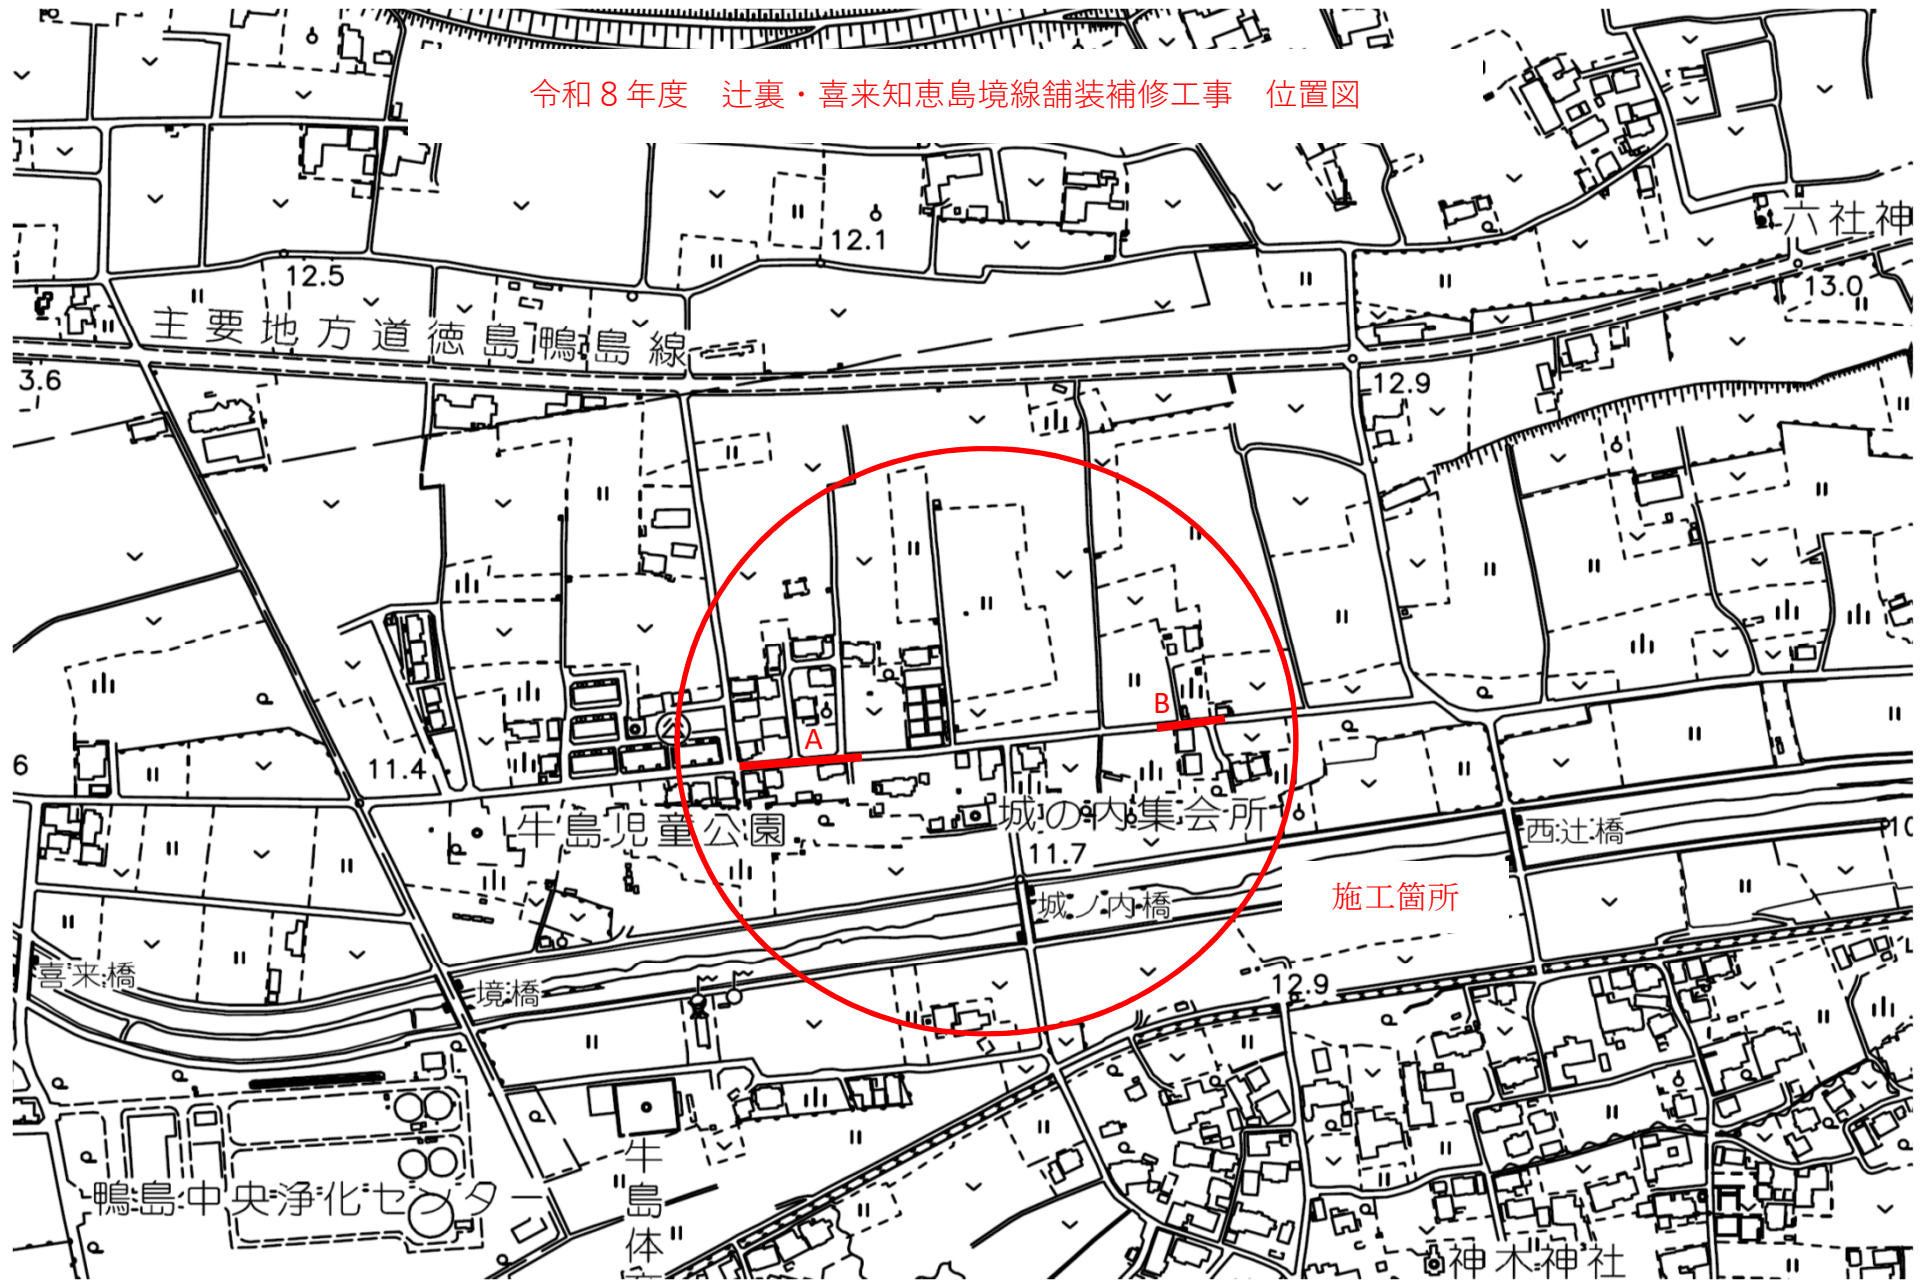 令和8年度　辻裏・喜来知恵島境線舗装補修工事　位置図
六社神
12.1
12.5
13.0
主要地方道徳島鴨島線
3.6
12.9
B
A
6
11.4
牛島児童公園
城の内集会所
西辻橋
10
11.7
施工箇所
城ノ内橋
喜来橋
境橋
12.9
鴨島中央浄化センター
牛島体
神木神社